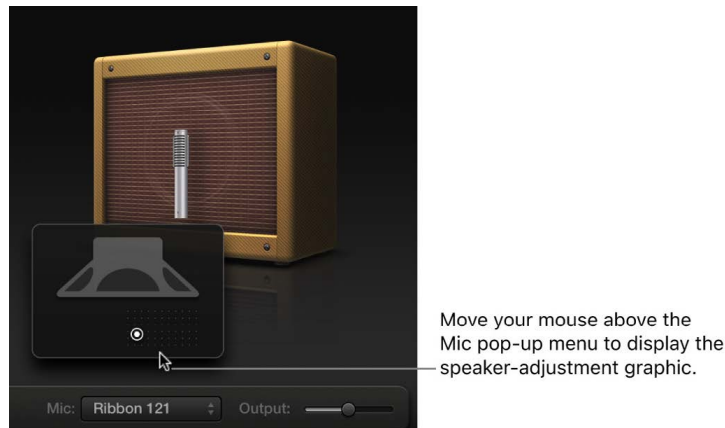 Move your mouse above the
Mic pop-up menu to display the
speaker-adjustment graphic.
Mic: Ribbon 121 Output: